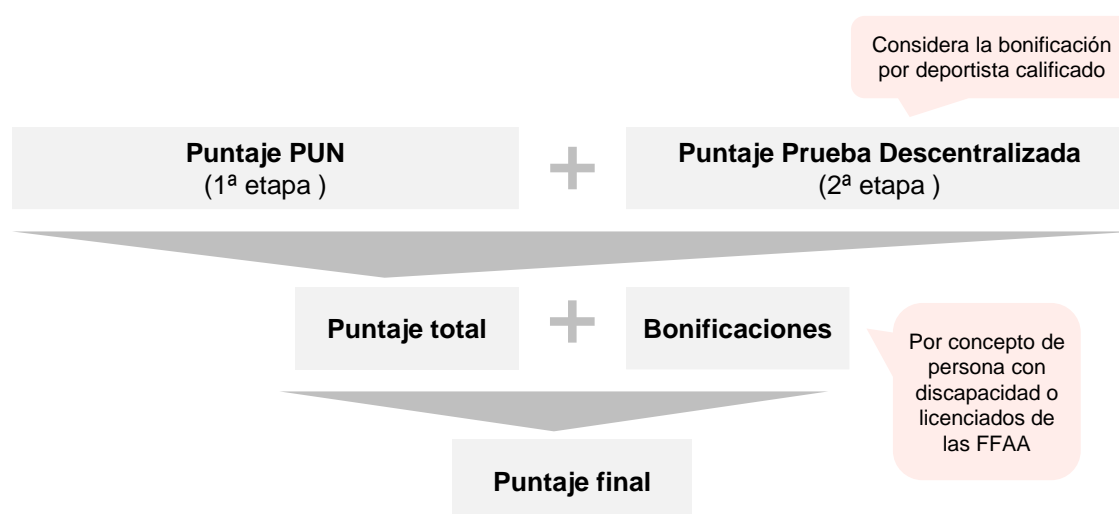 Considera la bonificación
por deportista calificado
Puntaje PUN
(1ª etapa )
+
Puntaje Prueba Descentralizada
(2ª etapa )
Puntaje total
+
Bonificaciones
Por concepto de
persona con
discapacidad o
licenciados de
las FFAA
Puntaje final